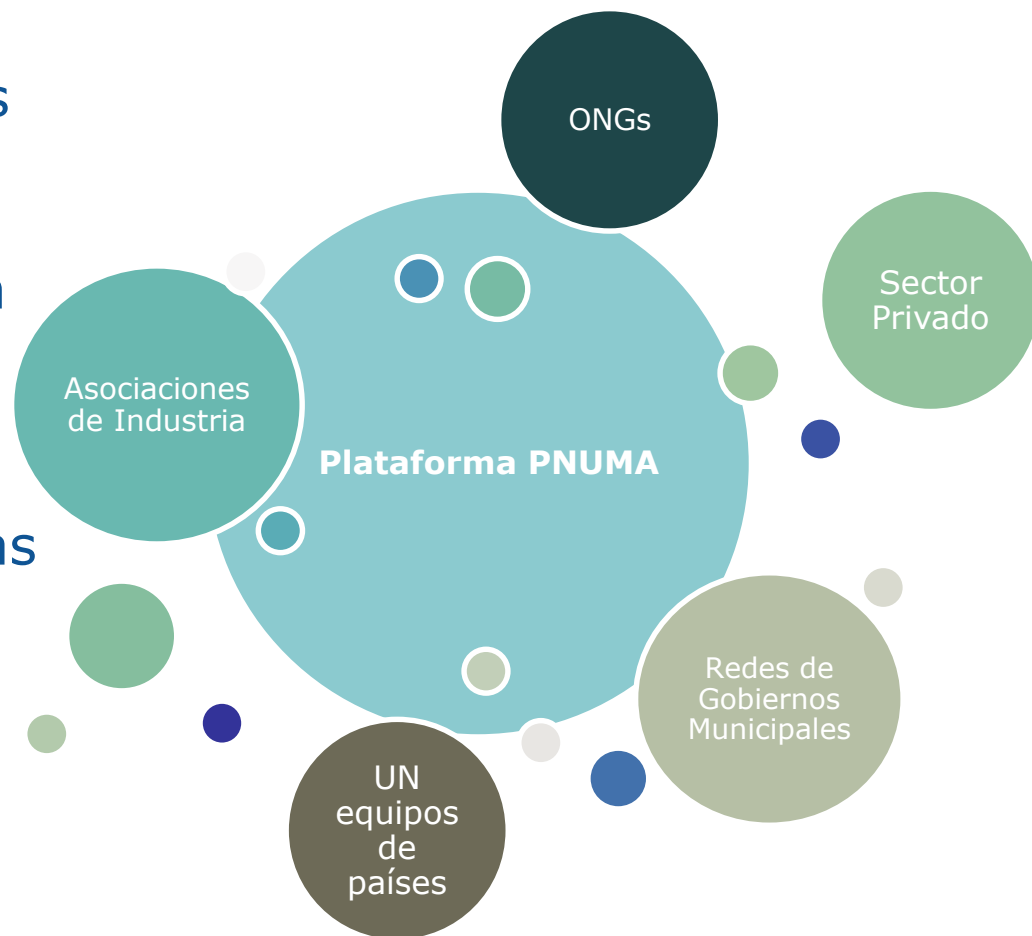 ONGs
Sector
Privado
Asociaciones
de Industria
Plataforma PNUMA
Redes de
Gobiernos
Municipales
UN
equipos
de
países